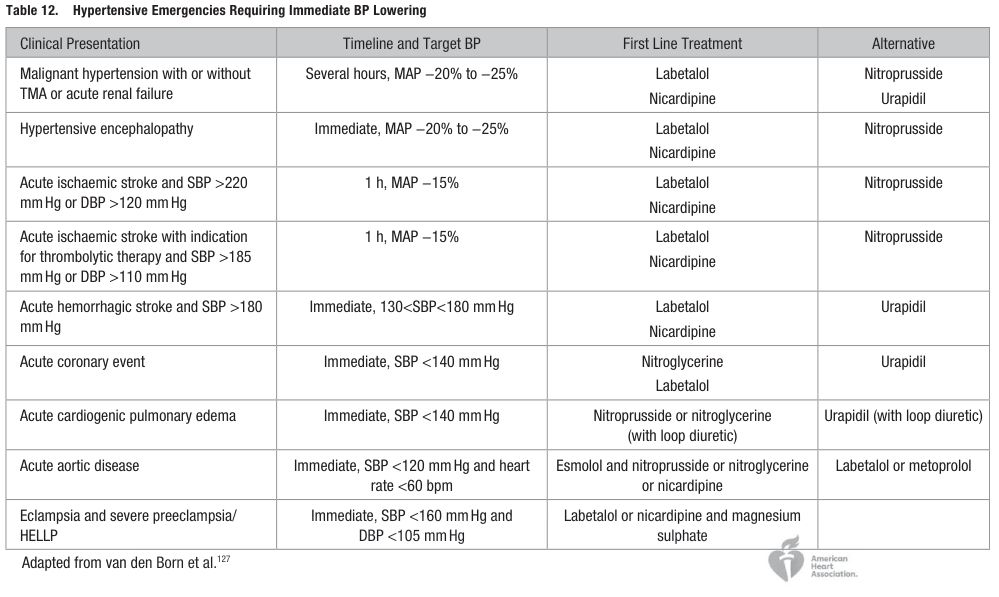 Table 12. Hypertensive Emergencies Requiring Immediate BP Lowering
Clinical Presentation
Timeline and Target BP
First Line Treatment
Alternative
Malignant hypertension with or without
TMA or acute renal failure
Several hours, MAP −20% to −25%
Labetalol
Nicardipine
Nitroprusside
Urapidil
Hypertensive encephalopathy
Immediate, MAP −20% to −25%
Labetalol
Nicardipine
Nitroprusside
Acute ischaemic stroke and SBP >220
mm Hg or DBP >120 mm Hg
1 h, MAP −15%
Labetalol
Nicardipine
Nitroprusside
Acute ischaemic stroke with indication
for thrombolytic therapy and SBP >185
mm Hg or DBP >110 mm Hg
1 h, MAP −15%
Labetalol
Nicardipine
Nitroprusside
Acute hemorrhagic stroke and SBP >180
mm Hg
Immediate, 130<SBP<180 mm Hg
Labetalol
Nicardipine
Urapidil
Acute coronary event
Immediate, SBP <140 mm Hg
Nitroglycerine
Labetalol
Urapidil
Acute cardiogenic pulmonary edema
Immediate, SBP <140 mm Hg
Nitroprusside or nitroglycerine
(with loop diuretic)
Urapidil (with loop diuretic)
Acute aortic disease
Immediate, SBP <120 mm Hg and heart
rate <60 bpm
Esmolol and nitroprusside or nitroglycerine
or nicardipine
Labetalol or metoprolol
Eclampsia and severe preeclampsia/
HELLP
Immediate, SBP <160 mm Hg and
DBP <105 mm Hg
Labetalol or nicardipine and magnesium
sulphate
Adapted from van den Born et al.127
American
Heart
Association.